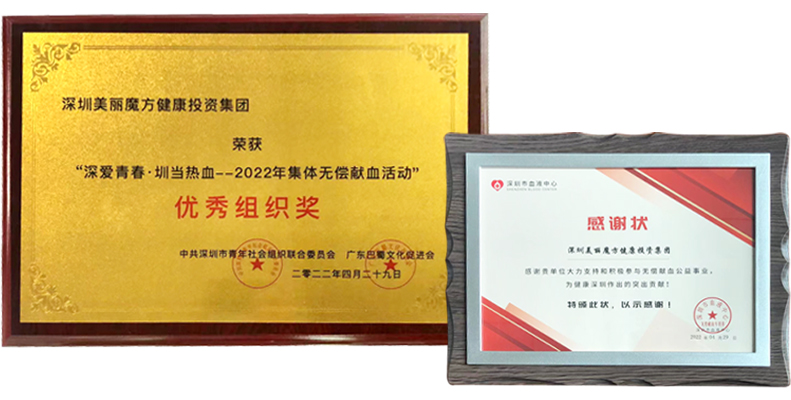 深圳美丽魔方健康投资集团
荣获
“深爱青春·圳当热血--2022年集体无偿献血活动”
优秀组织奖
中共深圳市青年社会组织联合委员会 广东巴蜀文化促进会
二零二二年四月二十九日
深圳市血液中心
SHENZHEN BLOOD CENTER
感谢状
深圳美丽魔方健康投资集团
感谢贵单位大力支持和积极参与无偿献血公益事业，
为健康深圳作出的突出贡献！
特颁此状、以示感谢！